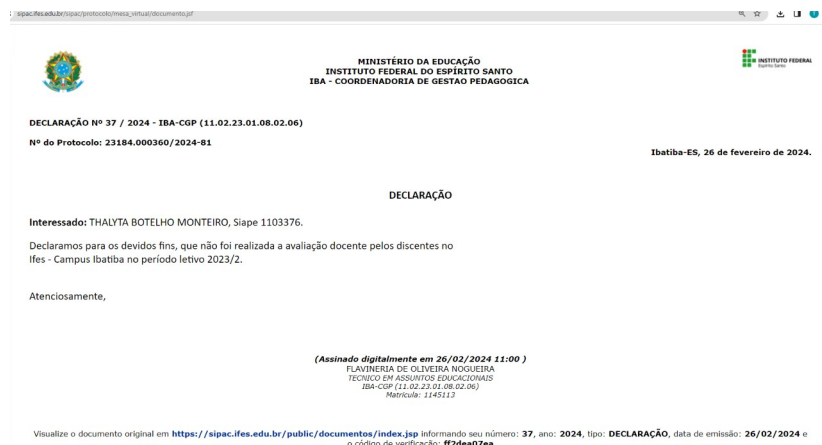 sipac.ifes.edu.br/sipac/protocolo/mesa_virtual/documento.jsf
MINISTÉRIO DA EDUCAÇÃO
INSTITUTO FEDERAL DO ESPÍRITO SANTO
IBA - COORDENADORIA DE GESTAO PEDAGOGICA
INSTITUTO FEDERAL
Espírito Santo
DECLARAÇÃO Nº 37 / 2024 - IBA-CGP (11.02.23.01.08.02.06)
Nº do Protocolo: 23184.000360/2024-81
Ibatiba-ES, 26 de fevereiro de 2024.
DECLARAÇÃO
Interessado: THALYTA BOTELHO MONTEIRO, Siape 1103376.
Declaramos para os devidos fins, que não foi realizada a avaliação docente pelos discentes no
Ifes - Campus Ibatiba no período letivo 2023/2.
Atenciosamente,
(Assinado digitalmente em 26/02/2024 11:00 )
FLAVINERIA DE OLIVEIRA NOGUEIRA
TECNICO EM ASSUNTOS EDUCACIONAIS
IBA-CGP (11.02.23.01.08.02.06)
Matrícula: 1145113
Visualize o documento original em https://sipac.ifes.edu.br/public/documentos/index.jsp informando seu número: 37, ano: 2024, tipo: DECLARAÇÃO, data de emissão: 26/02/2024 e
o código de verificação: ff2dea07ea